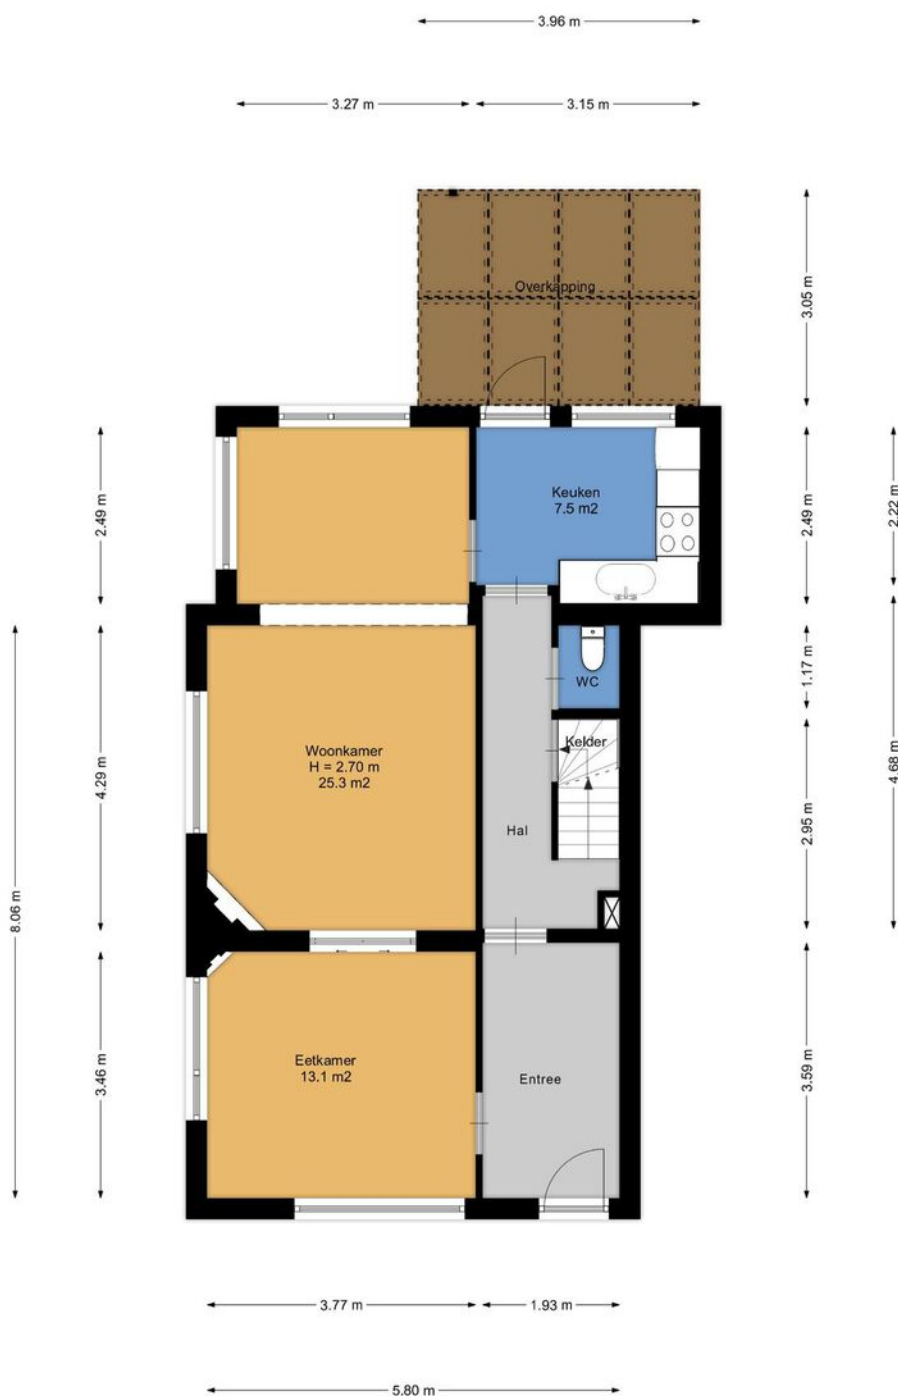 3.96 m
3.27 m
3.15 m
Overkapping
3.05 m
2.49 m
Keuken
7.5 m2
2.49 m
2.22 m
WC
1.17 m
Kelder
Woonkamer
H = 2.70 m
25.3 m2
4.29 m
Hal
2.95 m
4.68 m
8.06 m
Eetkamer
13.1 m2
3.46 m
Entree
3.59 m
3.77 m
1.93 m
5.80 m